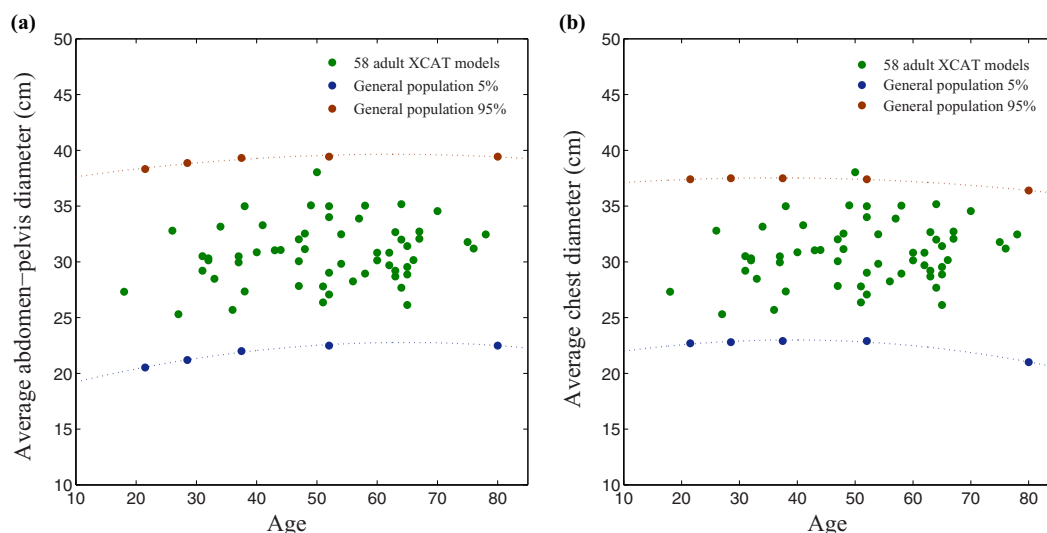 (a)
50
45
40
35
30
25
20
15
10
10 20 30 40 50 60 70 80
Average abdomen-pelvis diameter (cm)
Age
58 adult XCAT models
General population 5%
General population 95%
(b)
50
45
40
35
30
25
20
15
10
10 20 30 40 50 60 70 80
Average chest diameter (cm)
Age
58 adult XCAT models
General population 5%
General population 95%